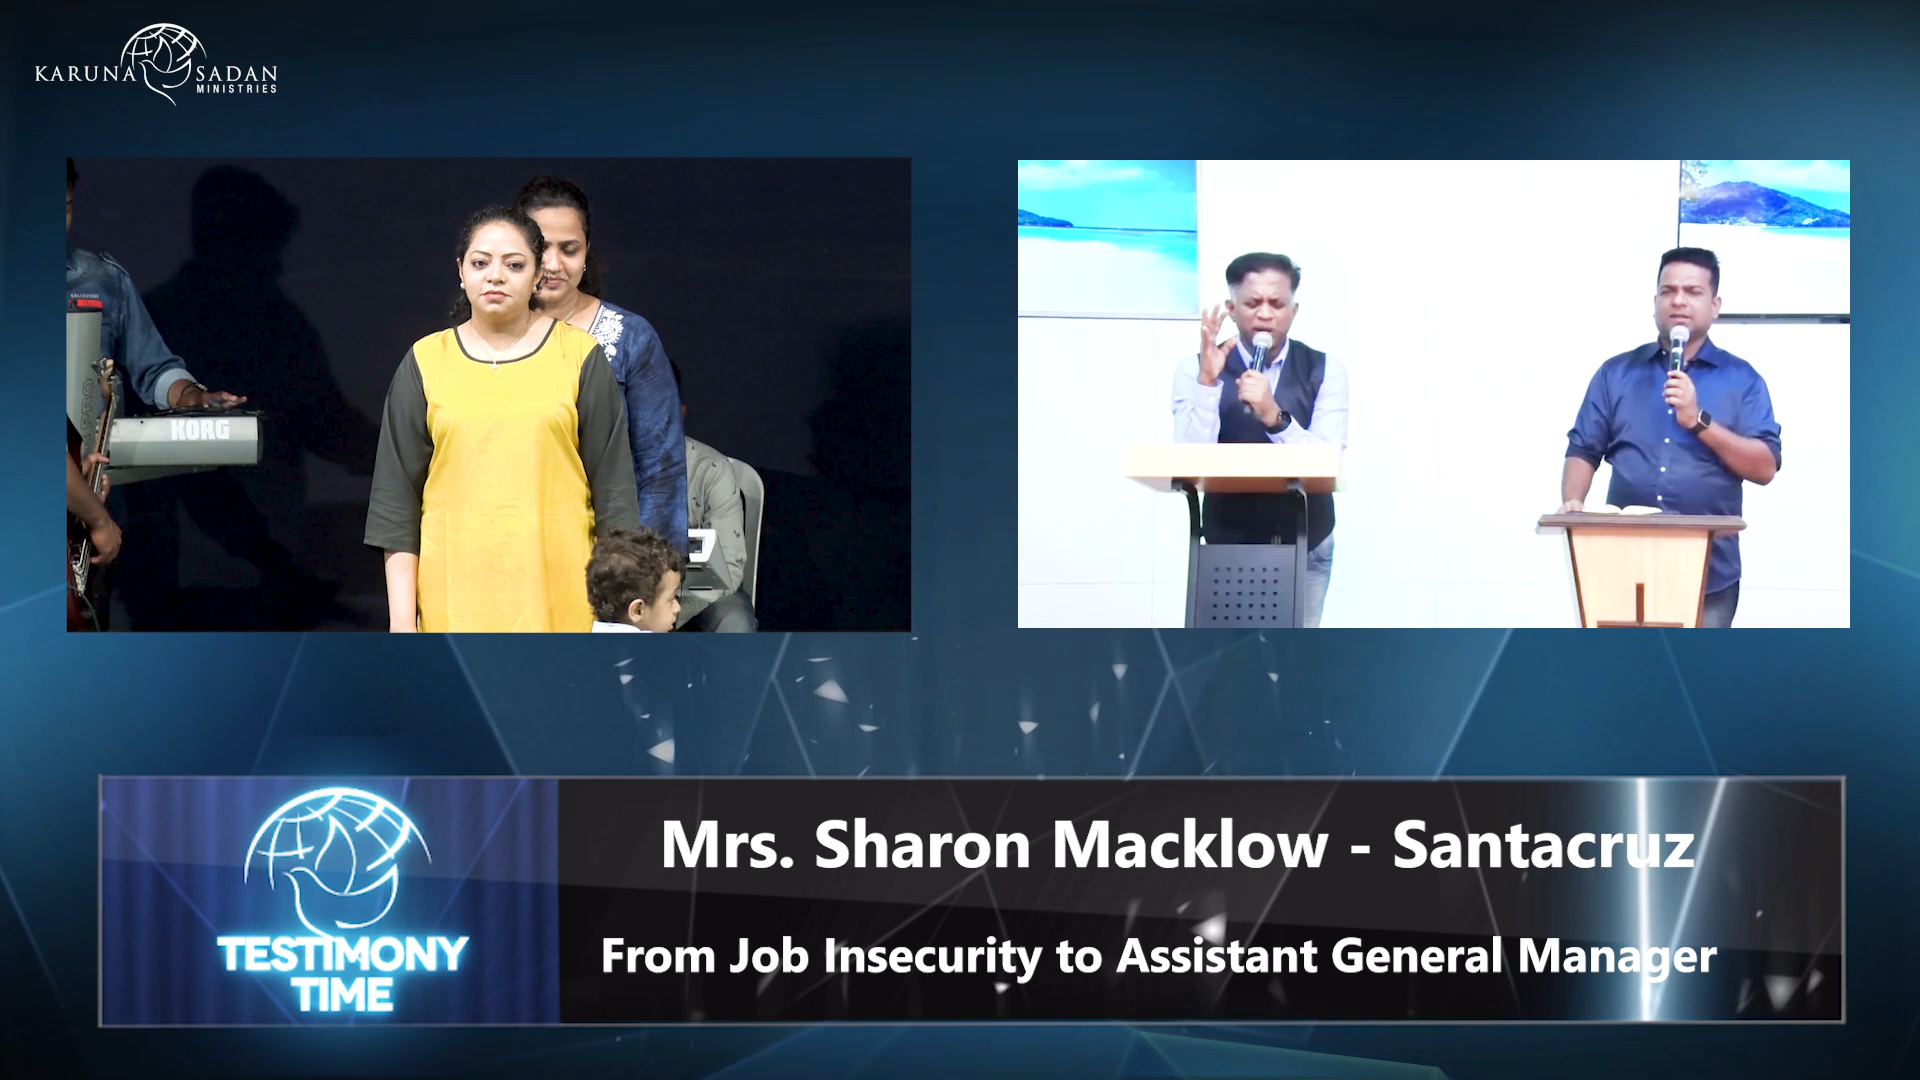 KARUNA SADAN
MINISTRIES
KORG
Mrs. Sharon Macklow - Santacruz
From Job Insecurity to Assistant General Manager
TESTIMONY
TIME